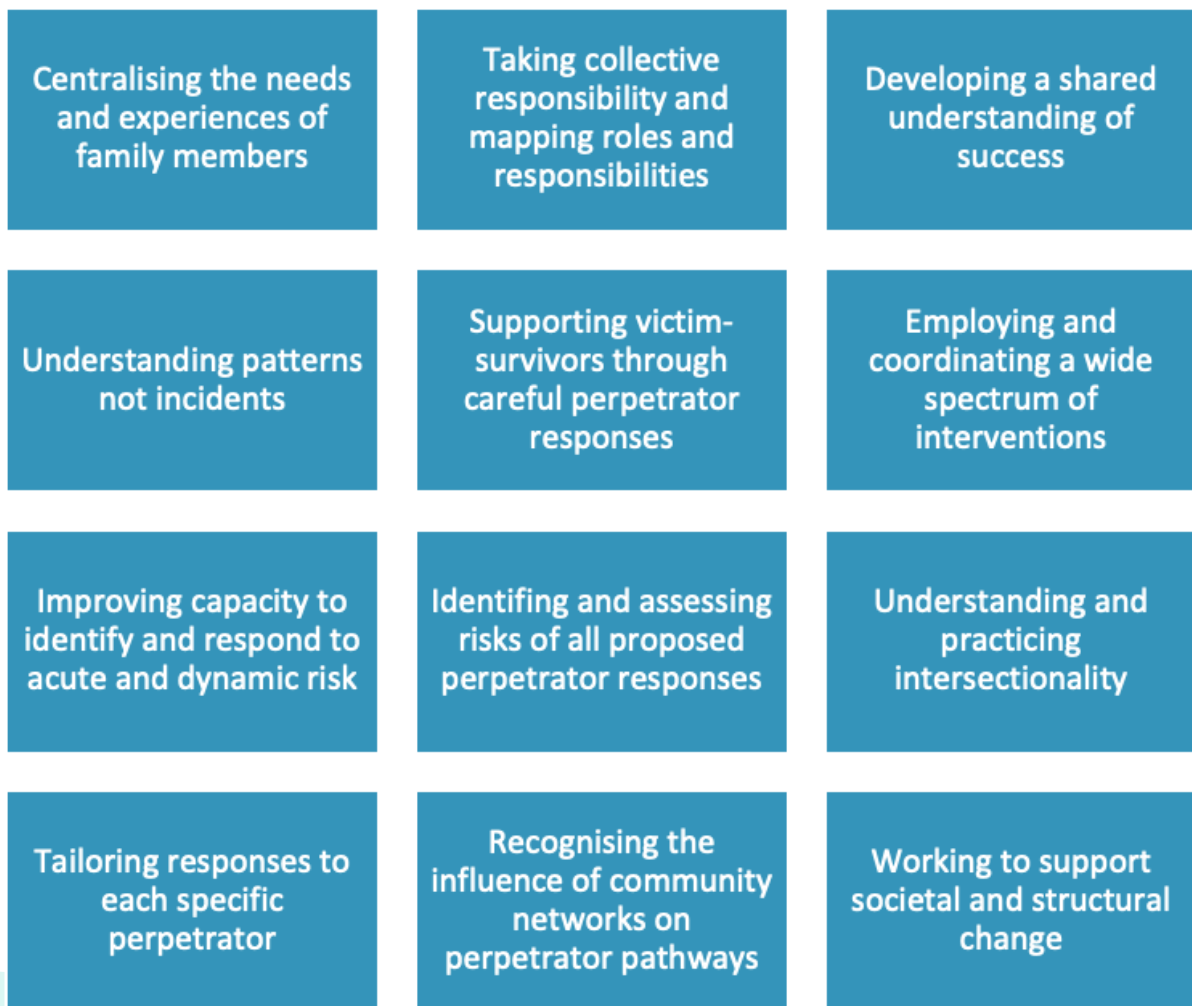 Centralising the needs
and experiences of
family members
Taking collective
responsibility and
mapping roles and
responsibilities
Developing a shared
understanding of
success
Understanding patterns
not incidents
Supporting victim-
survivors through
careful perpetrator
responses
Employing and
coordinating a wide
spectrum of
interventions
Improving capacity to
identify and respond to
acute and dynamic risk
Identifing and assessing
risks of all proposed
perpetrator responses
Understanding and
practicing
intersectionality
Tailoring responses to
each specific
perpetrator
Recognising the
influence of community
networks on
perpetrator pathways
Working to support
societal and structural
change